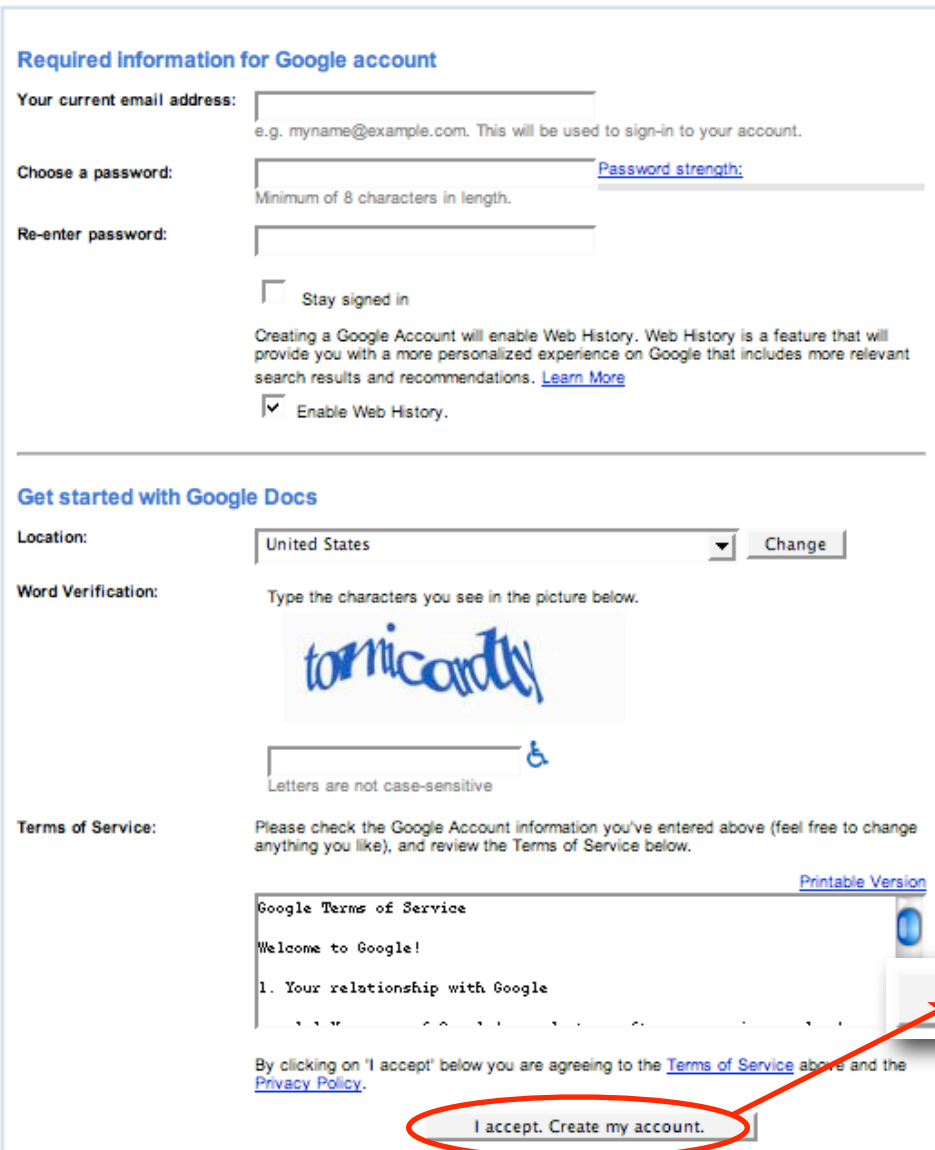 Required information for Google account
Your current email address:
e.g. myname@example.com. This will be used to sign-in to your account.
Choose a password:
Password strength:
Minimum of 8 characters in length.
Re-enter password:
Stay signed in
Creating a Google Account will enable Web History. Web History is a feature that will
provide you with a more personalized experience on Google that includes more relevant
search results and recommendations. Learn More
Enable Web History.
Get started with Google Docs
Location:
United States
Change
Word Verification:
Type the characters you see in the picture below.
tornicardly
Letters are not case-sensitive
Terms of Service:
Please check the Google Account information you've entered above (feel free to change
anything you like), and review the Terms of Service below.
Printable Version
Google Terms of Service
Welcome to Google!
1. Your relationship with Google
By clicking on 'I accept' below you are agreeing to the Terms of Service above and the
Privacy Policy.
I accept. Create my account.